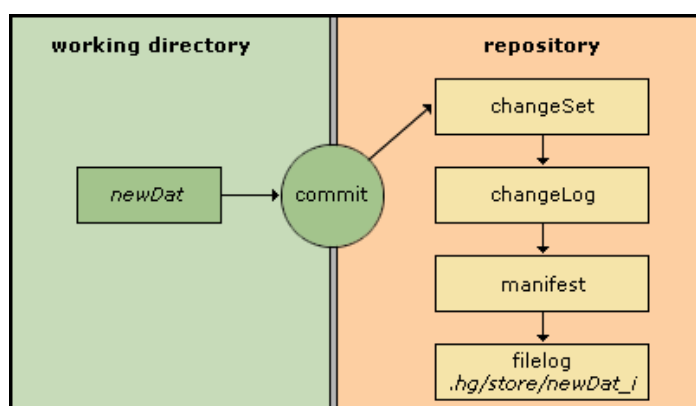 working directory
repository
changeSet
newDat
commit
changeLog
manifest
filelog
.hg/store/newDat_i